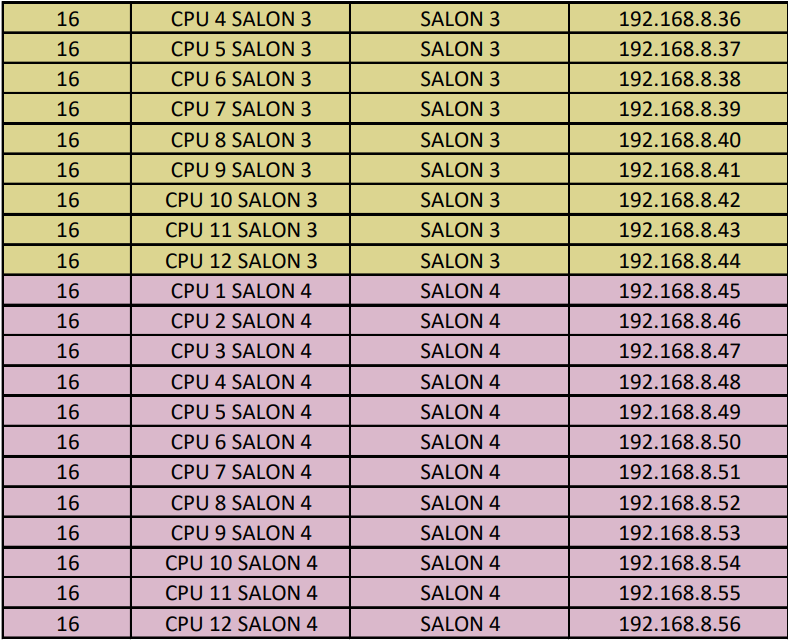 16 CPU 4 SALON 3 SALON 3 192.168.8.36
16 CPU 5 SALON 3 SALON 3 192.168.8.37
16 CPU 6 SALON 3 SALON 3 192.168.8.38
16 CPU 7 SALON 3 SALON 3 192.168.8.39
16 CPU 8 SALON 3 SALON 3 192.168.8.40
16 CPU 9 SALON 3 SALON 3 192.168.8.41
16 CPU 10 SALON 3 SALON 3 192.168.8.42
16 CPU 11 SALON 3 SALON 3 192.168.8.43
16 CPU 12 SALON 3 SALON 3 192.168.8.44
16 CPU 1 SALON 4 SALON 4 192.168.8.45
16 CPU 2 SALON 4 SALON 4 192.168.8.46
16 CPU 3 SALON 4 SALON 4 192.168.8.47
16 CPU 4 SALON 4 SALON 4 192.168.8.48
16 CPU 5 SALON 4 SALON 4 192.168.8.49
16 CPU 6 SALON 4 SALON 4 192.168.8.50
16 CPU 7 SALON 4 SALON 4 192.168.8.51
16 CPU 8 SALON 4 SALON 4 192.168.8.52
16 CPU 9 SALON 4 SALON 4 192.168.8.53
16 CPU 10 SALON 4 SALON 4 192.168.8.54
16 CPU 11 SALON 4 SALON 4 192.168.8.55
16 CPU 12 SALON 4 SALON 4 192.168.8.56